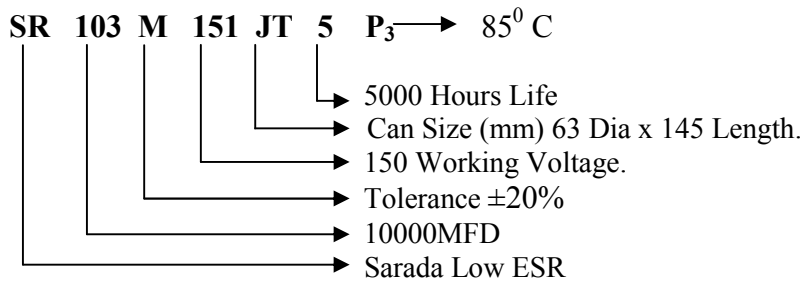 SR 103 M 151 JT 5 P₃ 85⁰ C
5000 Hours Life
Can Size (mm) 63 Dia x 145 Length.
150 Working Voltage.
Tolerance ±20%
10000MFD
Sarada Low ESR